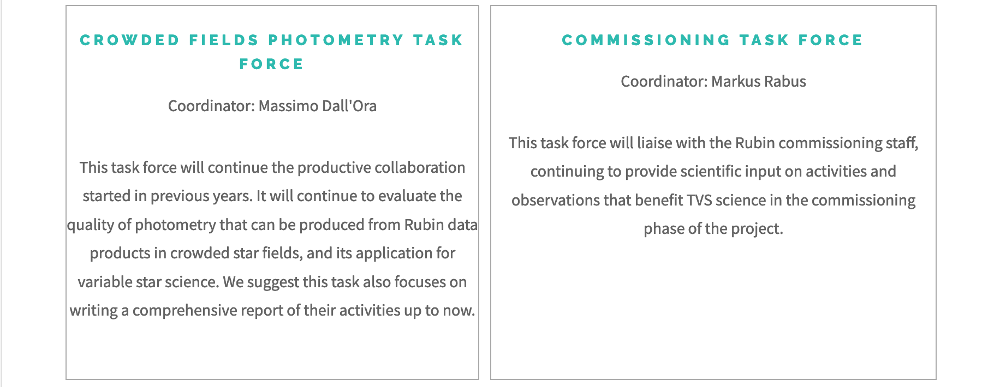 CROWDED FIELDS PHOTOMETRY TASK
FORCE
Coordinator: Massimo Dall'Ora
This task force will continue the productive collaboration
started in previous years. It will continue to evaluate the
quality of photometry that can be produced from Rubin data
products in crowded star fields, and its application for
variable star science. We suggest this task also focuses on
writing a comprehensive report of their activities up to now.
COMMISSIONING TASK FORCE
Coordinator: Markus Rabus
This task force will liaise with the Rubin commissioning staff,
continuing to provide scientific input on activities and
observations that benefit TVS science in the commissioning
phase of the project.